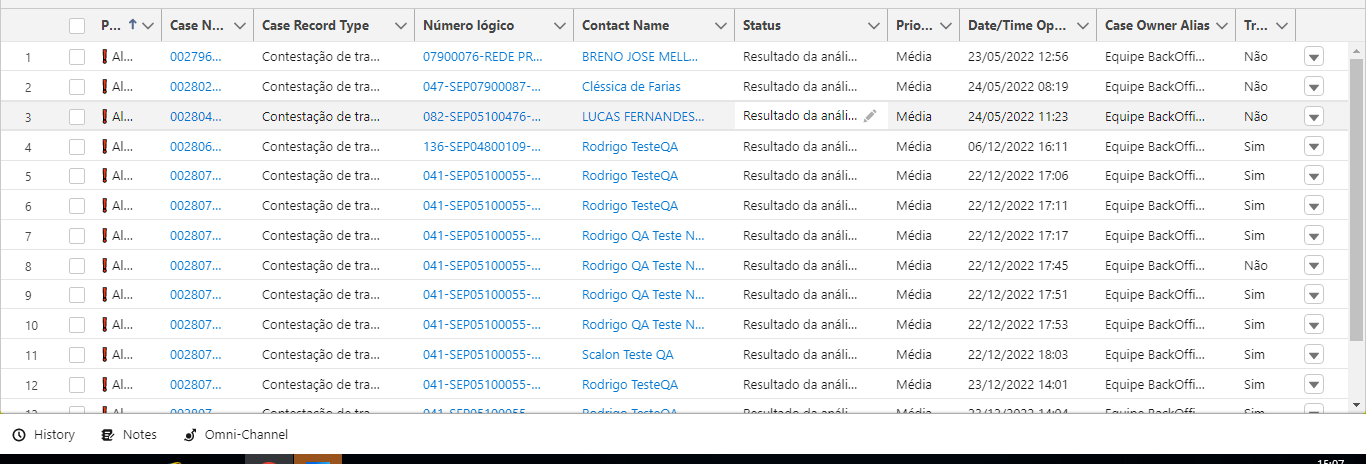 P... Case N... Case Record Type Número lógico Contact Name Status Prio... Date/Time Op... Case Owner Alias Tr...
1 Al... 002796... Contestação de tra... 07900076-REDE PR... BRENO JOSE MELL... Resultado da análi... Média 23/05/2022 12:56 Equipe BackOffi... Não
2 Al... 002802... Contestação de tra... 047-SEP07900087-... Cléssica de Farias Resultado da análi... Média 24/05/2022 08:19 Equipe BackOffi... Não
3 Al... 002804... Contestação de tra... 082-SEP05100476-... LUCAS FERNANDES... Resultado da análi... Média 24/05/2022 11:23 Equipe BackOffi... Não
4 Al... 002806... Contestação de tra... 136-SEP04800109-... Rodrigo TesteQA Resultado da análi... Média 06/12/2022 16:11 Equipe BackOffi... Sim
5 Al... 002807... Contestação de tra... 041-SEP05100055-... Rodrigo TesteQA Resultado da análi... Média 22/12/2022 17:06 Equipe BackOffi... Sim
6 Al... 002807... Contestação de tra... 041-SEP05100055-... Rodrigo TesteQA Resultado da análi... Média 22/12/2022 17:11 Equipe BackOffi... Sim
7 Al... 002807... Contestação de tra... 041-SEP05100055-... Rodrigo QA Teste N... Resultado da análi... Média 22/12/2022 17:17 Equipe BackOffi... Sim
8 Al... 002807... Contestação de tra... 041-SEP05100055-... Rodrigo QA Teste N... Resultado da análi... Média 22/12/2022 17:45 Equipe BackOffi... Não
9 Al... 002807... Contestação de tra... 041-SEP05100055-... Rodrigo QA Teste N... Resultado da análi... Média 22/12/2022 17:51 Equipe BackOffi... Sim
10 Al... 002807... Contestação de tra... 041-SEP05100055-... Rodrigo QA Teste N... Resultado da análi... Média 22/12/2022 17:53 Equipe BackOffi... Sim
11 Al... 002807... Contestação de tra... 041-SEP05100055-... Scalon Teste QA Resultado da análi... Média 22/12/2022 18:03 Equipe BackOffi... Sim
12 Al... 002807... Contestação de tra... 041-SEP05100055-... Rodrigo TesteQA Resultado da análi... Média 23/12/2022 14:01 Equipe BackOffi... Sim
13 Al... 002807... Contestação de tra... 041-SEP05100055-... Rodrigo TesteQA Resultado da análi... Média 23/12/2022 14:04 Equipe BackOffi... Sim
History Notes Omni-Channel